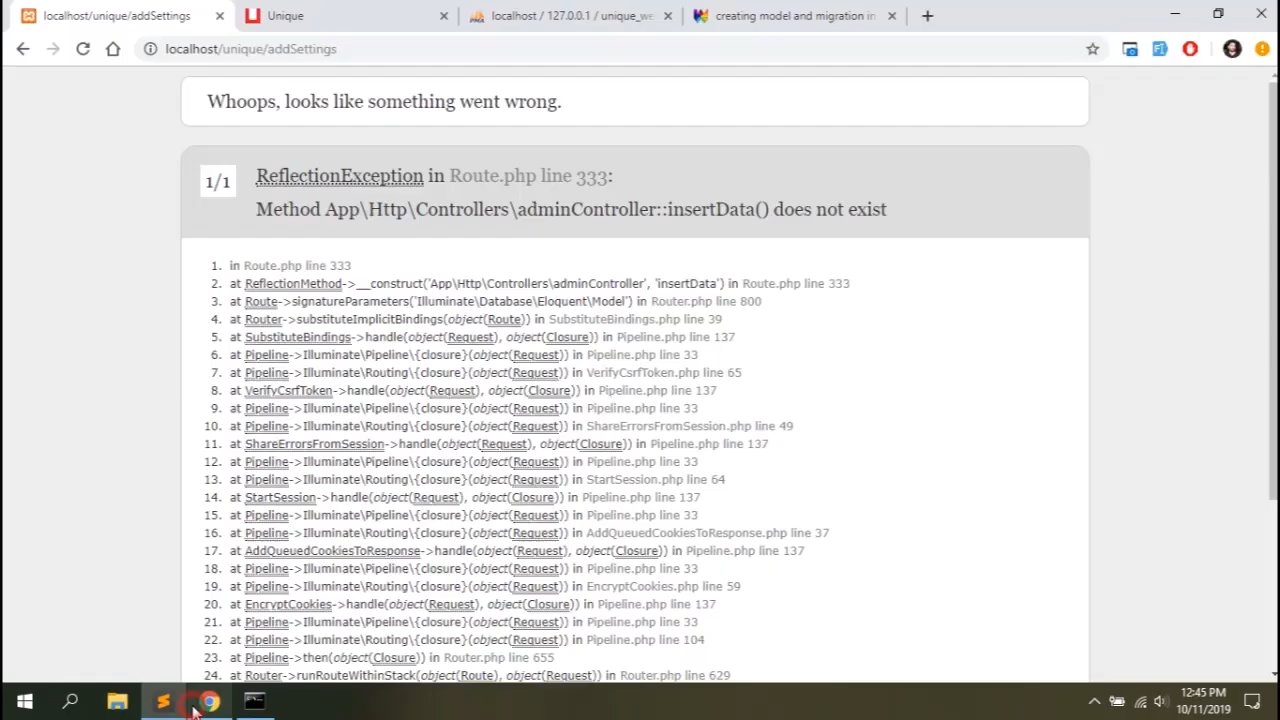 localhost/unique/addSettings
Unique
localhost / 127.0.0.1 / unique_we
creating model and migration in
localhost/unique/addSettings
Whoops, looks like something went wrong.
1/1
ReflectionException in Route.php line 333:
Method App\Http\Controllers\adminController::insertData() does not exist
1. in Route.php line 333
2. at ReflectionMethod->__construct('App\Http\Controllers\adminController', 'insertData') in Route.php line 333
3. at Route->signatureParameters('Illuminate\Database\Eloquent\Model') in Router.php line 800
4. at Router->substituteImplicitBindings(object(Route)) in SubstituteBindings.php line 39
5. at SubstituteBindings->handle(object(Request), object(Closure)) in Pipeline.php line 137
6. at Pipeline->Illuminate\Pipeline\{closure}(object(Request)) in Pipeline.php line 33
7. at Pipeline->Illuminate\Routing\{closure}(object(Request)) in VerifyCsrfToken.php line 65
8. at VerifyCsrfToken->handle(object(Request), object(Closure)) in Pipeline.php line 137
9. at Pipeline->Illuminate\Pipeline\{closure}(object(Request)) in Pipeline.php line 33
10. at Pipeline->Illuminate\Routing\{closure}(object(Request)) in ShareErrorsFromSession.php line 49
11. at ShareErrorsFromSession->handle(object(Request), object(Closure)) in Pipeline.php line 137
12. at Pipeline->Illuminate\Pipeline\{closure}(object(Request)) in Pipeline.php line 33
13. at Pipeline->Illuminate\Routing\{closure}(object(Request)) in StartSession.php line 64
14. at StartSession->handle(object(Request), object(Closure)) in Pipeline.php line 137
15. at Pipeline->Illuminate\Pipeline\{closure}(object(Request)) in Pipeline.php line 33
16. at Pipeline->Illuminate\Routing\{closure}(object(Request)) in AddQueuedCookiesToResponse.php line 37
17. at AddQueuedCookiesToResponse->handle(object(Request), object(Closure)) in Pipeline.php line 137
18. at Pipeline->Illuminate\Pipeline\{closure}(object(Request)) in Pipeline.php line 33
19. at Pipeline->Illuminate\Routing\{closure}(object(Request)) in EncryptCookies.php line 59
20. at EncryptCookies->handle(object(Request), object(Closure)) in Pipeline.php line 137
21. at Pipeline->Illuminate\Pipeline\{closure}(object(Request)) in Pipeline.php line 33
22. at Pipeline->Illuminate\Routing\{closure}(object(Request)) in Pipeline.php line 104
23. at Pipeline->then(object(Closure)) in Router.php line 655
24. at Router->runRouteWithinStack(object(Route), object(Request)) in Router.php line 629
12:45 PM
10/11/2019